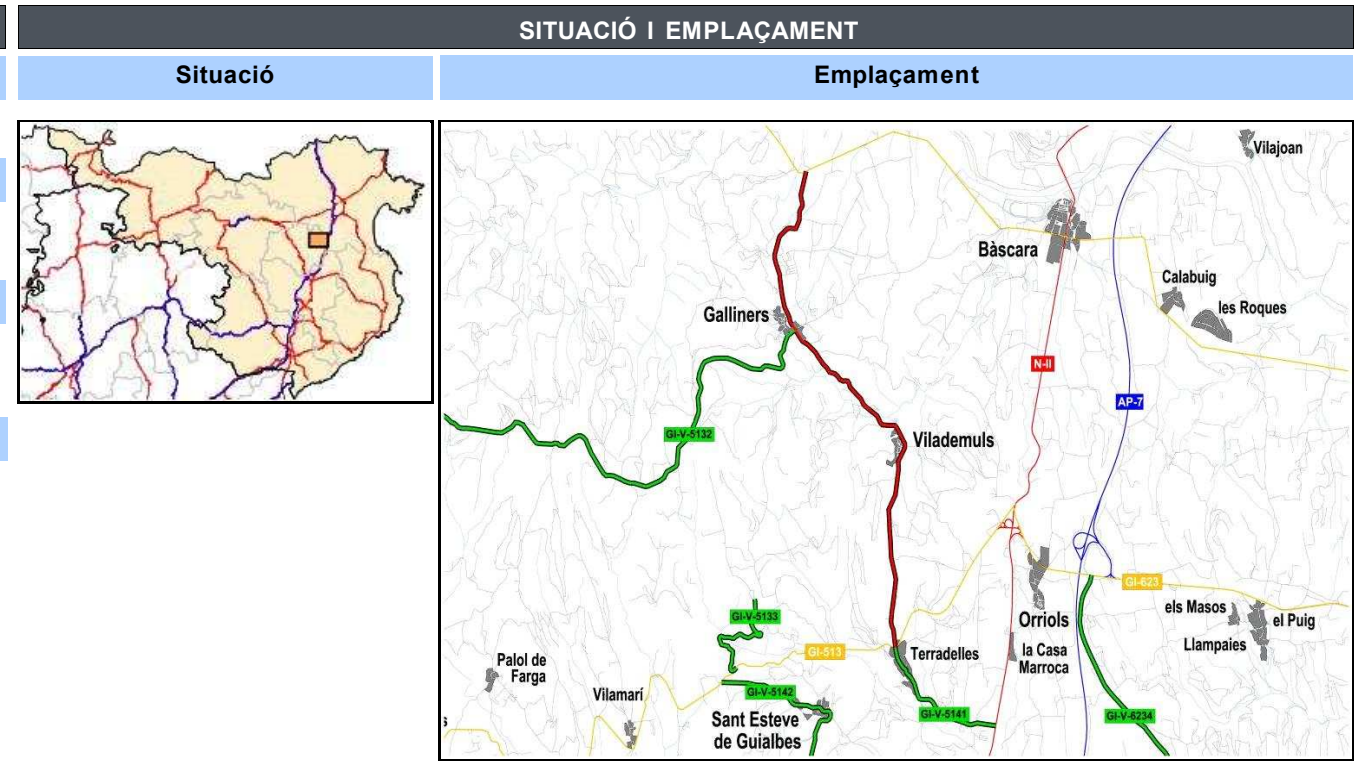 SITUACIÓ I EMPLAÇAMENT
Situació
Emplaçament
Vilajoan
Bàscara
Calabuig
les Roques
Galliners
N-II
AP-7
GI-V-5132
Vilademuls
GI-623
GI-V-5133
els Masos
el Puig
Orriols
Llampaies
GI-513
Terradelles
la Casa
Marroca
Palol de
Farga
Vilamarí
GI-V-5142
Sant Esteve
de Guialbes
GI-V-5141
GI-V-6234
s